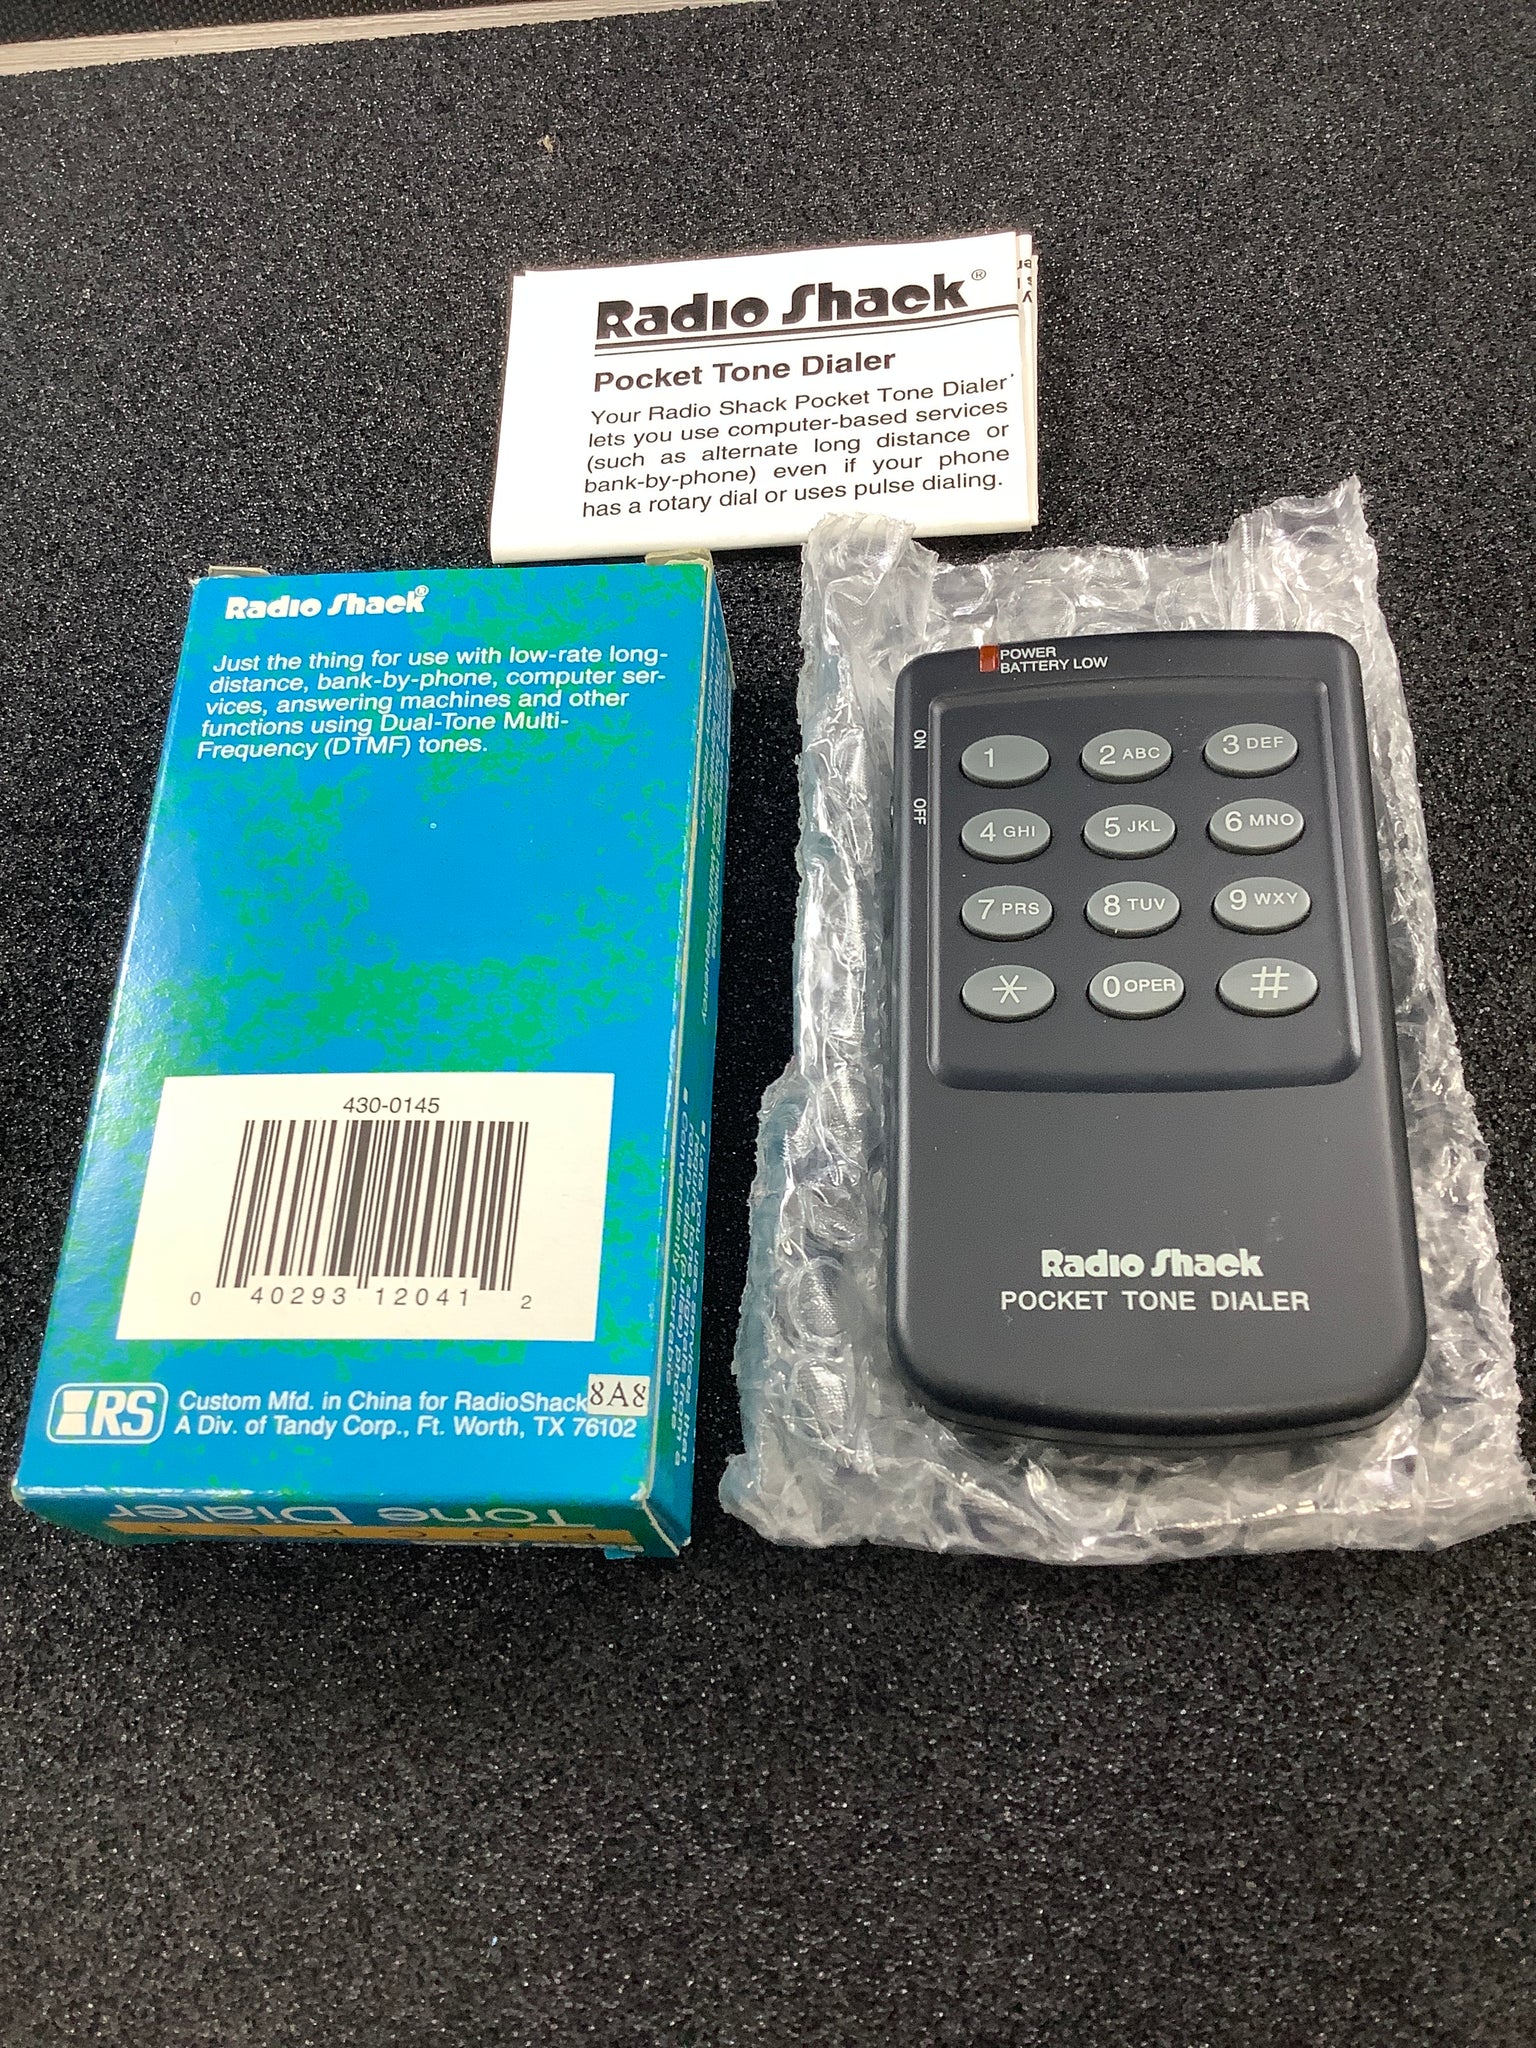 Radio Shack®
Pocket Tone Dialer
Your Radio Shack Pocket Tone Dialer
lets you use computer-based services
(such as alternate long distance or
bank-by-phone) even if your phone
has a rotary dial or uses pulse dialing.
Radio Shack®
Just the thing for use with low-rate long-
distance, bank-by-phone, computer ser-
vices, answering machines and other
functions using Dual-Tone Multi-
Frequency (DTMF) tones.
430-0145
0 40293 12041 2
RS
Custom Mfd. in China for RadioShack
8A8
A Div. of Tandy Corp., Ft. Worth, TX 76102
POCKET
Tone Dialer
Conveniently portable
POWER
BATTERY LOW
ON
OFF
1 2 ABC 3 DEF
4 GHI 5 JKL 6 MNO
7 PRS 8 TUV 9 WXY
* 0 OPER #
Radio Shack
POCKET TONE DIALER